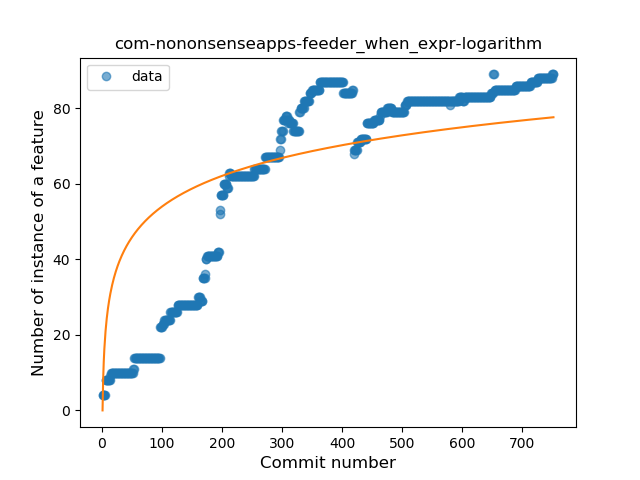 com-nononsenseapps-feeder_when_expr-logarithm
data
Number of instance of a feature
80
60
40
20
0
0 100 200 300 400 500 600 700
Commit number